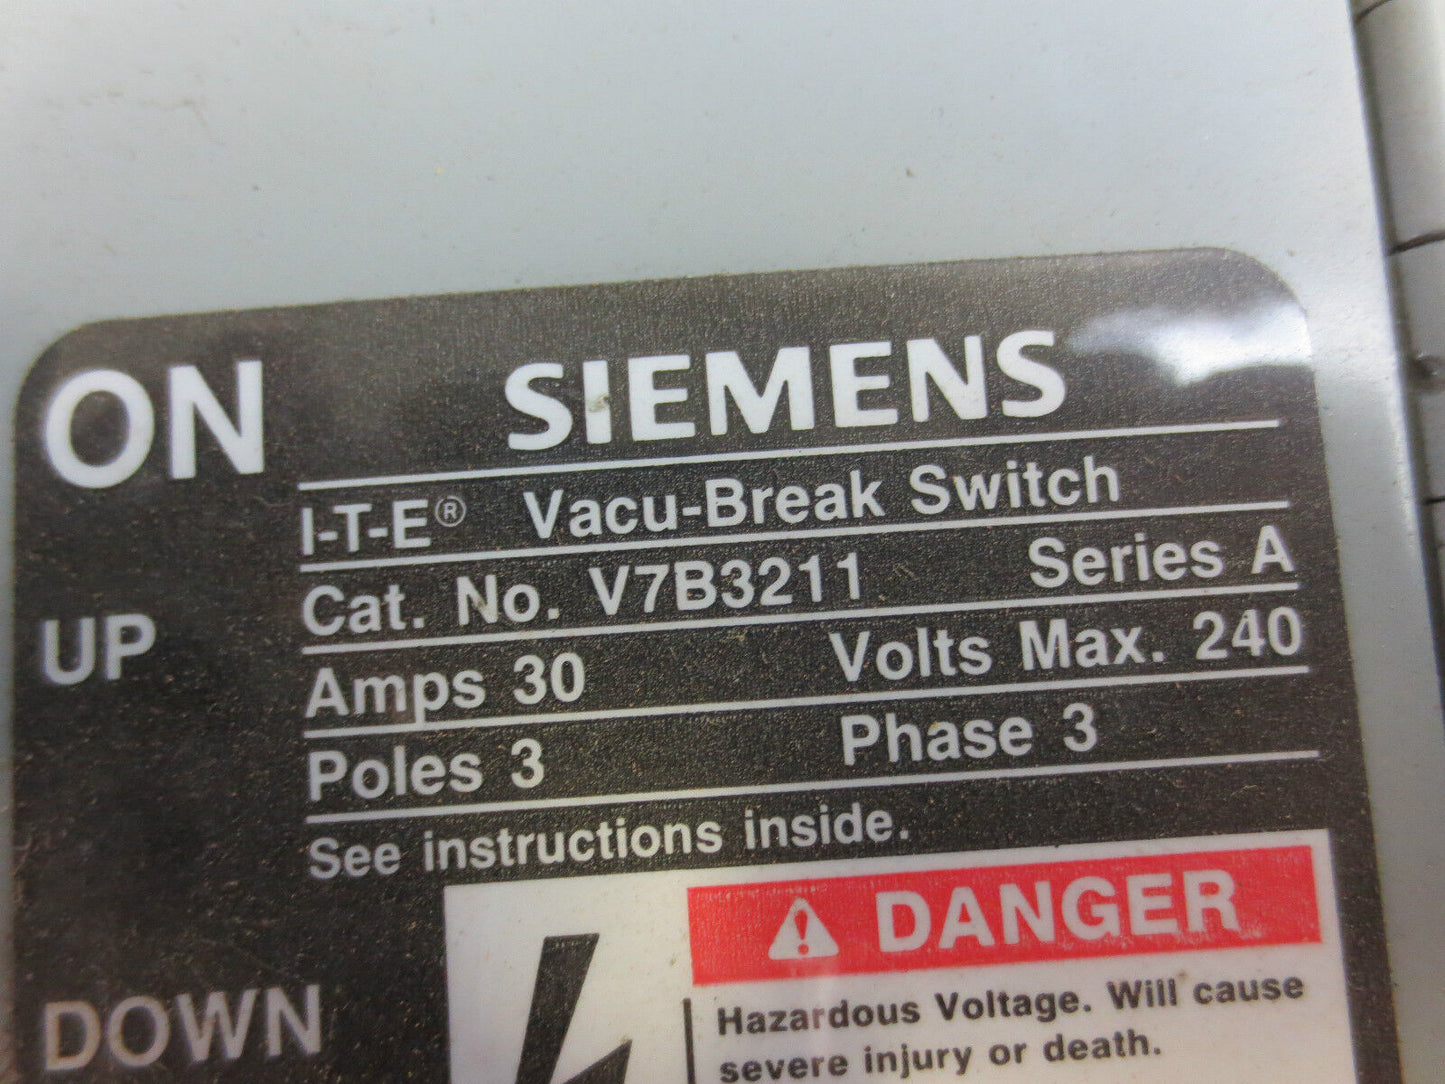 ON SIEMENS
I-T-E® Vacu-Break Switch
Cat. No. V7B3211 Series A
UP
Amps 30 Volts Max. 240
Poles 3 Phase 3
See instructions inside.
DANGER
DOWN
Hazardous Voltage. Will cause
severe injury or death.